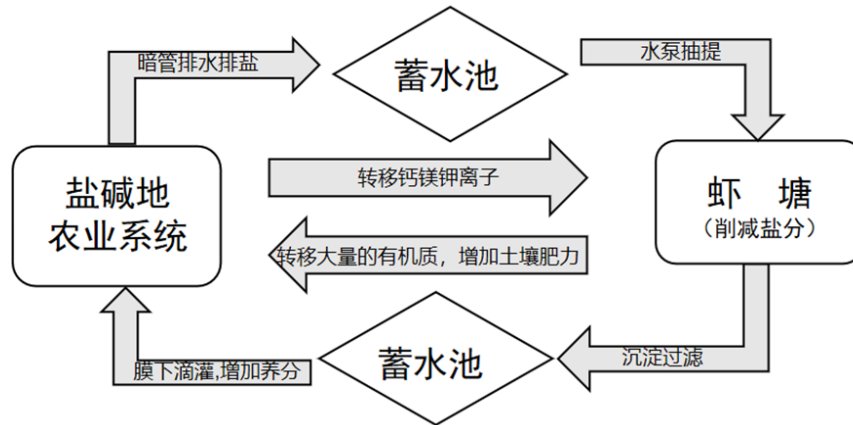 暗管排水排盐
蓄水池
水泵抽提
盐碱地
农业系统
转移钙镁钾离子
虾 塘
(削减盐分)
转移大量的有机质，增加土壤肥力
膜下滴灌,增加养分
蓄水池
沉淀过滤